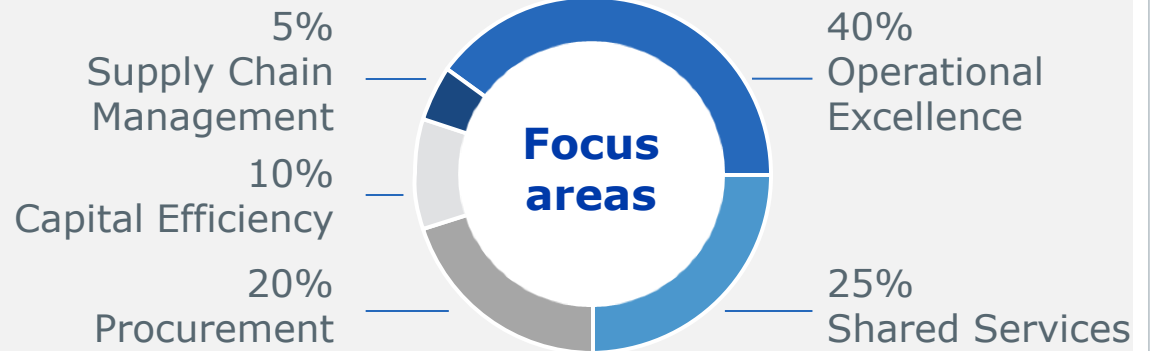 5%
Supply Chain
Management
10%
Capital Efficiency
20%
Procurement
Focus
areas
40%
Operational
Excellence
25%
Shared Services